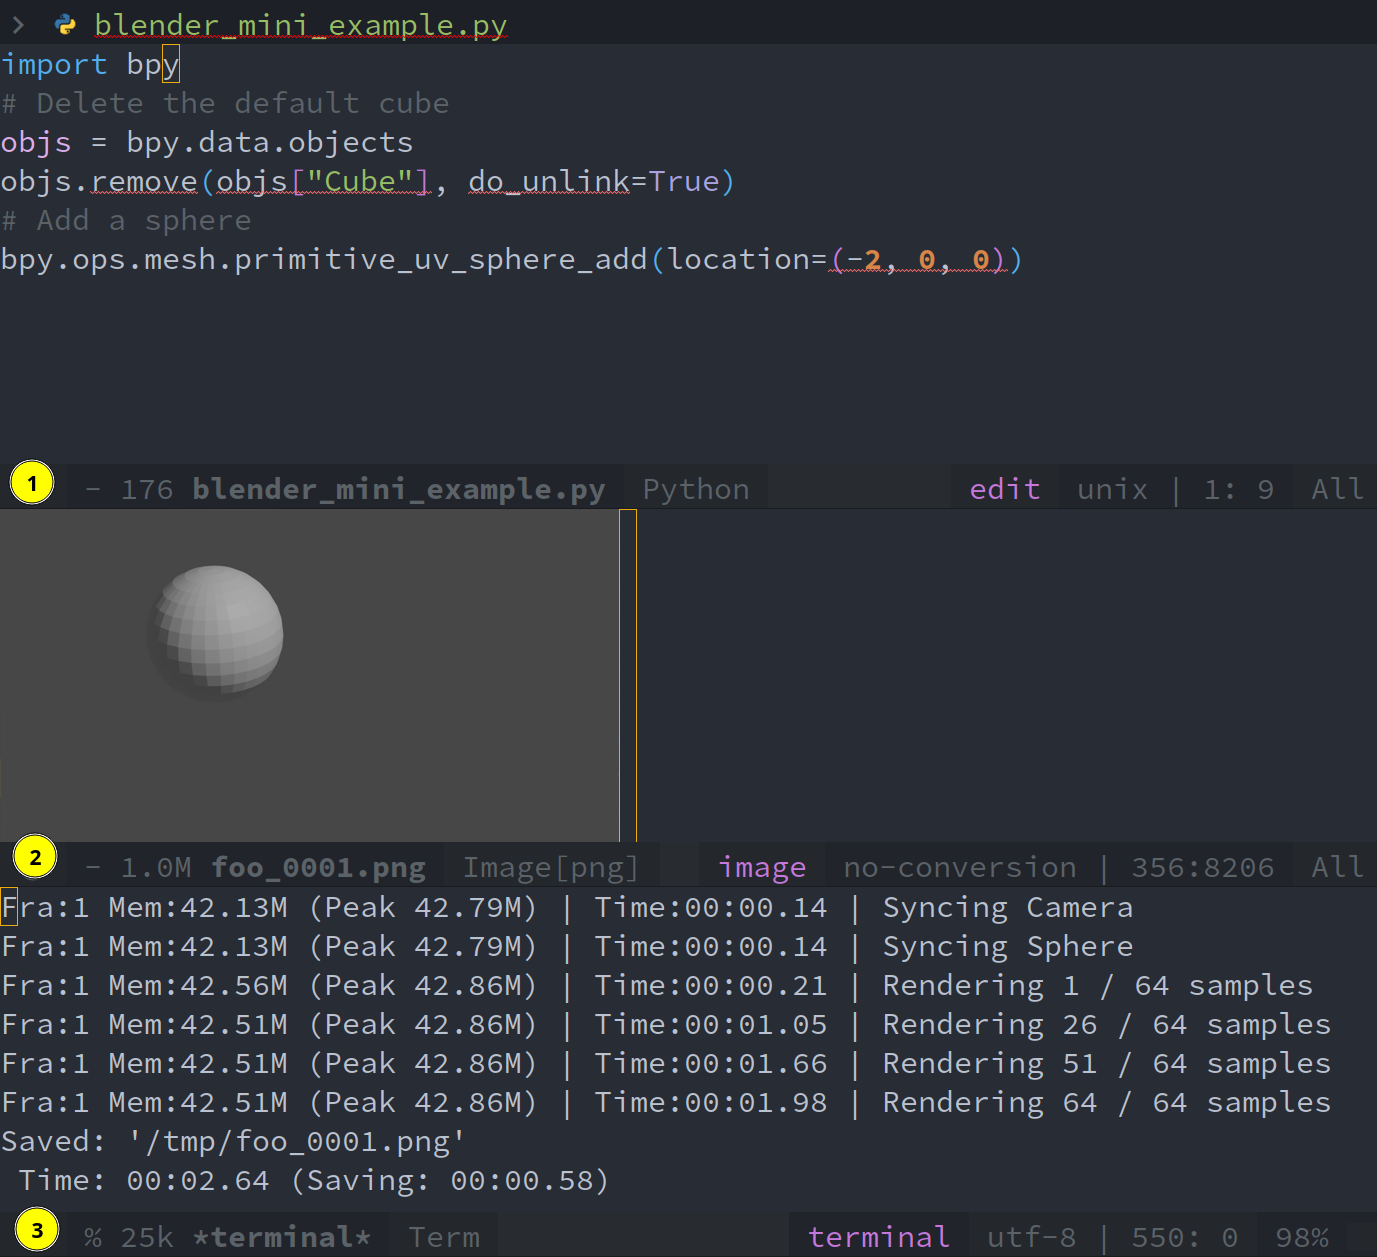 blender_mini_example.py
import bpy
# Delete the default cube
objs = bpy.data.objects
objs.remove(objs["Cube"], do_unlink=True)
# Add a sphere
bpy.ops.mesh.primitive_uv_sphere_add(location=(-2, 0, 0))
1 - 176 blender_mini_example.py Python edit unix | 1: 9 All
2 - 1.0M foo_0001.png Image[png] image no-conversion | 356:8206 All
Fra:1 Mem:42.13M (Peak 42.79M) | Time:00:00.14 | Syncing Camera
Fra:1 Mem:42.13M (Peak 42.79M) | Time:00:00.14 | Syncing Sphere
Fra:1 Mem:42.56M (Peak 42.86M) | Time:00:00.21 | Rendering 1 / 64 samples
Fra:1 Mem:42.51M (Peak 42.86M) | Time:00:01.05 | Rendering 26 / 64 samples
Fra:1 Mem:42.51M (Peak 42.86M) | Time:00:01.66 | Rendering 51 / 64 samples
Fra:1 Mem:42.51M (Peak 42.86M) | Time:00:01.98 | Rendering 64 / 64 samples
Saved: '/tmp/foo_0001.png'
Time: 00:02.64 (Saving: 00:00.58)
3 % 25k *terminal* Term terminal utf-8 | 550: 0 98%